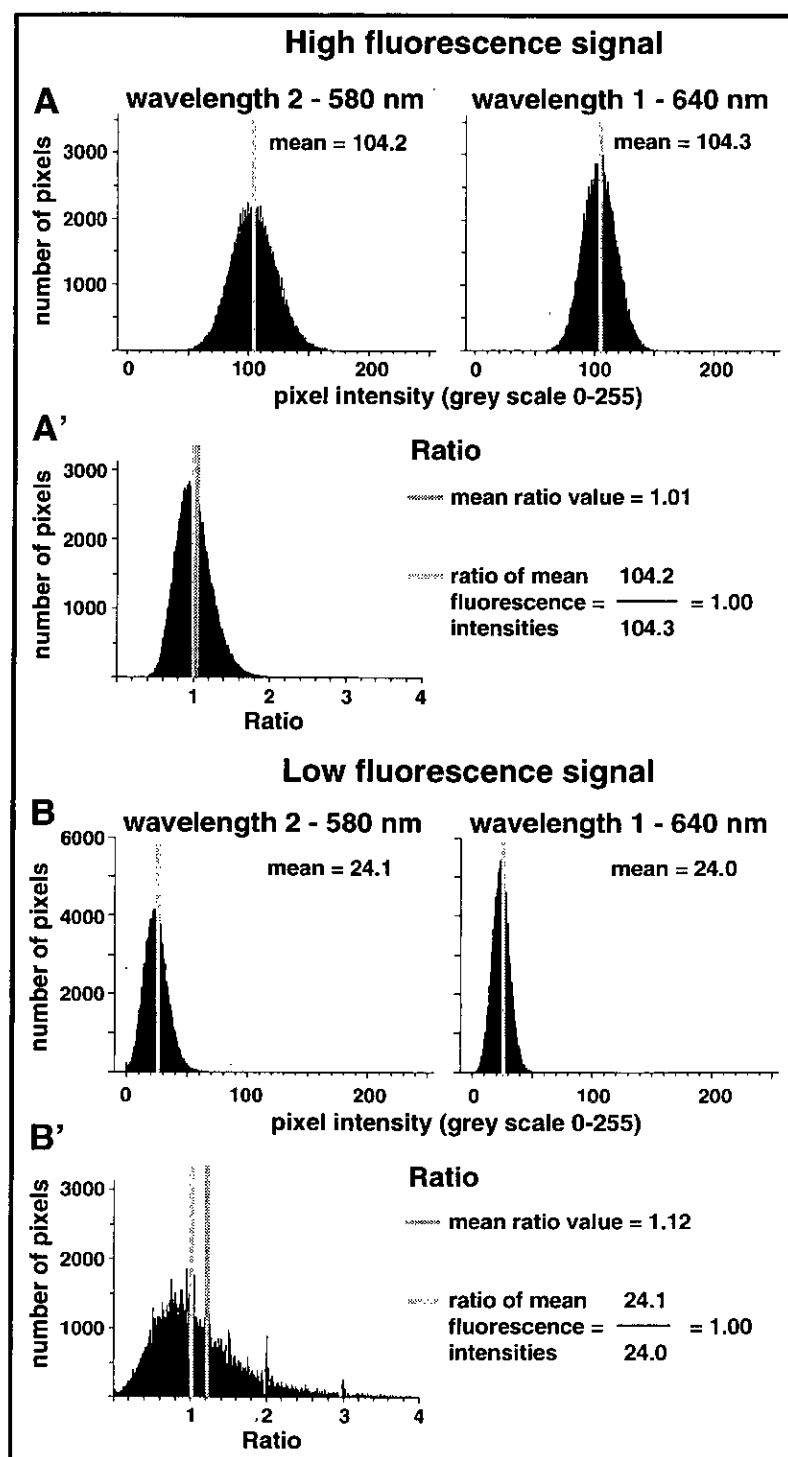 High fluorescence signal
A
wavelength 2 - 580 nm
wavelength 1 - 640 nm
mean = 104.2
mean = 104.3
number of pixels
3000
2000
1000
0 100 200
0 100 200
pixel intensity (grey scale 0-255)
A'
number of pixels
3000
2000
1000
1 2 3 4
Ratio
Ratio
mean ratio value = 1.01
ratio of mean 104.2
fluorescence = = 1.00
intensities 104.3
Low fluorescence signal
B
wavelength 2 - 580 nm
wavelength 1 - 640 nm
mean = 24.1
mean = 24.0
number of pixels
6000
4000
2000
0 100 200
0 100 200
pixel intensity (grey scale 0-255)
B'
number of pixels
3000
2000
1000
1 2 3 4
Ratio
Ratio
mean ratio value = 1.12
ratio of mean 24.1
fluorescence = = 1.00
intensities 24.0